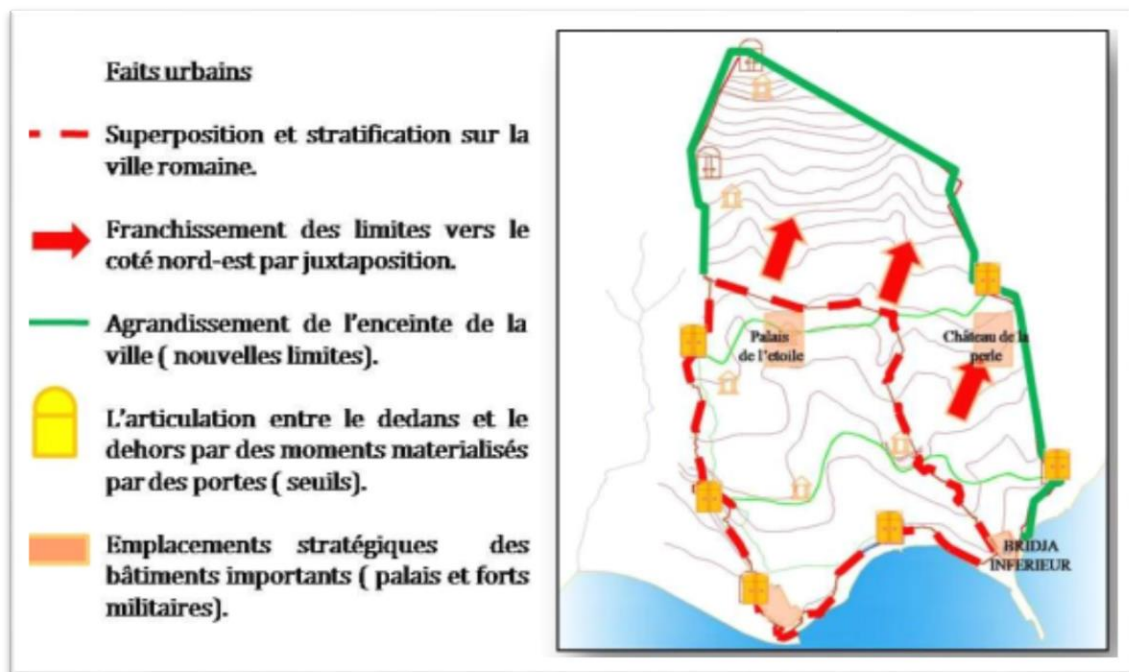 Faits urbains
Superposition et stratification sur la
ville romaine.
Franchissement des limites vers le
coté nord-est par juxtaposition.
Agrandissement de l'enceinte de la
ville ( nouvelles limites).
L'articulation entre le dedans et le
dehors par des moments materialisés
par des portes ( seuils).
Emplacements stratégiques des
bâtiments importants ( palais et forts
militaires).
Palais
de l'etoile
Château de la
perle
BRIDJA
INFERIEUR